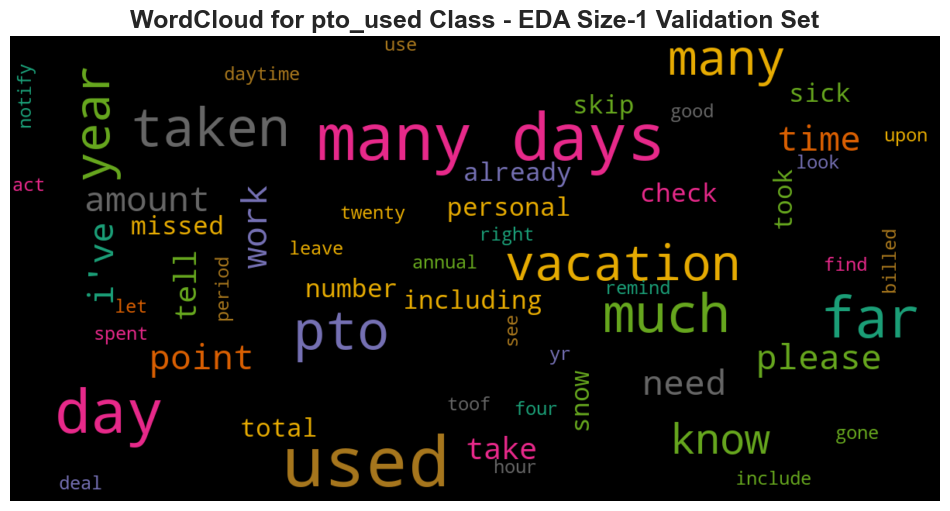 WordCloud for pto_used Class - EDA Size-1 Validation Set
use
many
notify
daytime
year
sick
skip
good
taken
many days
time
upon
look
already
act
amount
check
took
work
personal
twenty
missed
right
i've
leave
tell
annual
vacation
find
billed
period
number
including
remind
let
much
far
spent
pto
see
point
yr
please
snow
need
day
toof
four
total
know
gone
used
take
hour
include
deal